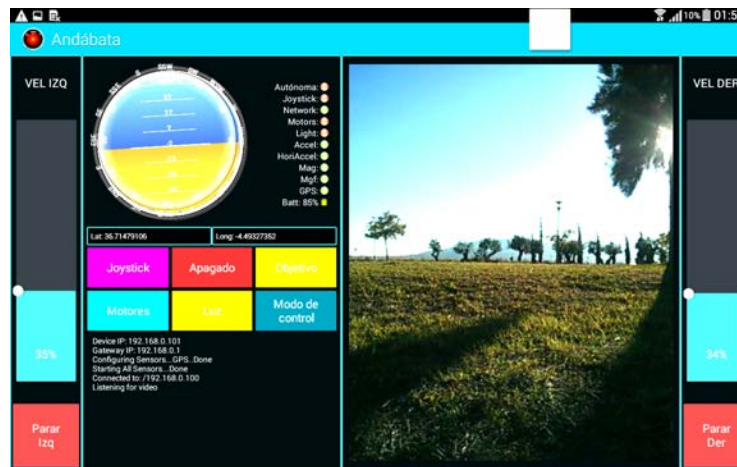 10% 01:5
Andábata
VEL IZQ
35%
Parar
Izq
Autónoma:
Joystick:
Network:
Motors:
Light:
Accel:
HoriAccel:
Mag:
Mgf:
GPS:
Batt: 85%
Lat: 36.71479106
Long: -4.49327352
Joystick
Apagado
Objetivo
Motores
Luz
Modo de
control
Device IP: 192.168.0.101
Gateway IP: 192.168.0.1
Configuring Sensors...GPS..Done
Starting All Sensors...Done
Connected to: /192.168.0.100
Listening for video
VEL DER
34%
Parar
Der